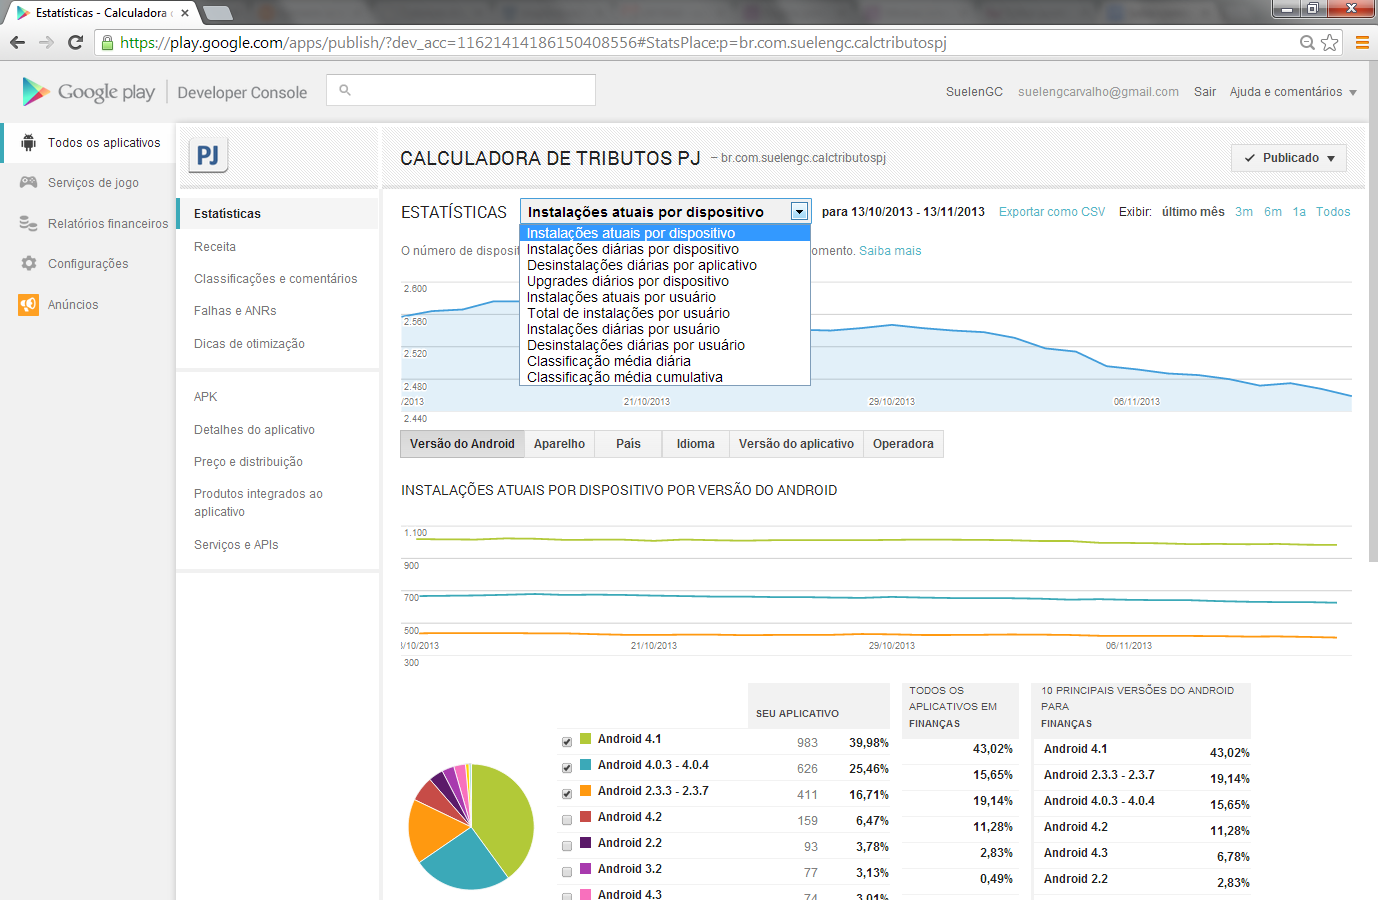 Estatísticas - Calculadora
https://play.google.com/apps/publish/?dev_acc=11621414186150408556#StatsPlace:p=br.com.suelengc.calctributospj
Google play Developer Console
SuelenGC suelengcarvalho@gmail.com Sair Ajuda e comentários
Todos os aplicativos
Serviços de jogo
Relatórios financeiros
Configurações
Anúncios
PJ
Estatísticas
Receita
Classificações e comentários
Falhas e ANRs
Dicas de otimização
APK
Detalhes do aplicativo
Preço e distribuição
Produtos integrados ao
aplicativo
Serviços e APIs
CALCULADORA DE TRIBUTOS PJ – br.com.suelengc.calctributospj
Publicado
ESTATÍSTICAS Instalações atuais por dispositivo para 13/10/2013 - 13/11/2013 Exportar como CSV Exibir: último mês 3m 6m 1a Todos
O número de disposit omento. Saiba mais
Instalações atuais por dispositivo
Instalações diárias por dispositivo
Desinstalações diárias por aplicativo
Upgrades diários por dispositivo
Instalações atuais por usuário
Total de instalações por usuário
Instalações diárias por usuário
Desinstalações diárias por usuário
Classificação média diária
Classificação média cumulativa
2.600
2.560
2.520
2.480
2.440
/2013 21/10/2013 29/10/2013 06/11/2013
Versão do Android Aparelho País Idioma Versão do aplicativo Operadora
INSTALAÇÕES ATUAIS POR DISPOSITIVO POR VERSÃO DO ANDROID
1.100
900
700
500
300
3/10/2013 21/10/2013 29/10/2013 06/11/2013
SEU APLICATIVO
Android 4.1 983 39,98%
Android 4.0.3 - 4.0.4 626 25,46%
Android 2.3.3 - 2.3.7 411 16,71%
Android 4.2 159 6,47%
Android 2.2 93 3,78%
Android 3.2 77 3,13%
Android 4.3 74 3,01%
TODOS OS
APLICATIVOS EM
FINANÇAS
43,02%
15,65%
19,14%
11,28%
2,83%
0,49%
10 PRINCIPAIS VERSÕES DO ANDROID
PARA
FINANÇAS
Android 4.1 43,02%
Android 2.3.3 - 2.3.7 19,14%
Android 4.0.3 - 4.0.4 15,65%
Android 4.2 11,28%
Android 4.3 6,78%
Android 2.2 2,83%